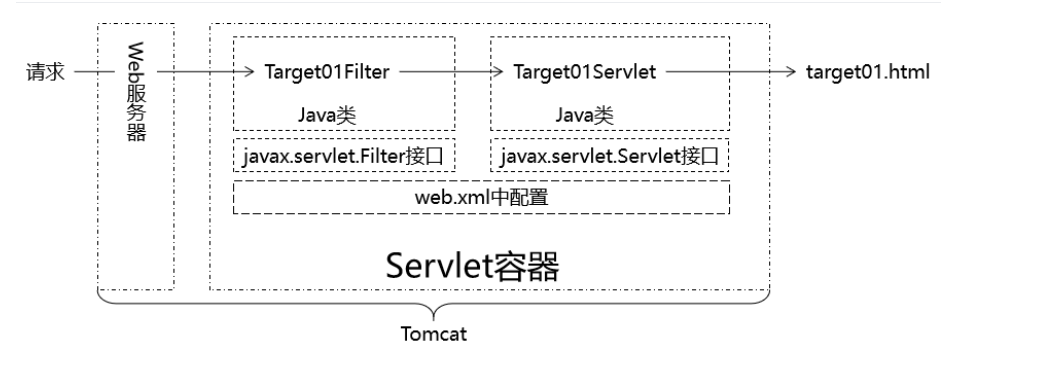 请求
Web服务器
Target01Filter
Target01Servlet
target01.html
Java类
Java类
javax.servlet.Filter接口
javax.servlet.Servlet接口
web.xml中配置
Servlet容器
Tomcat